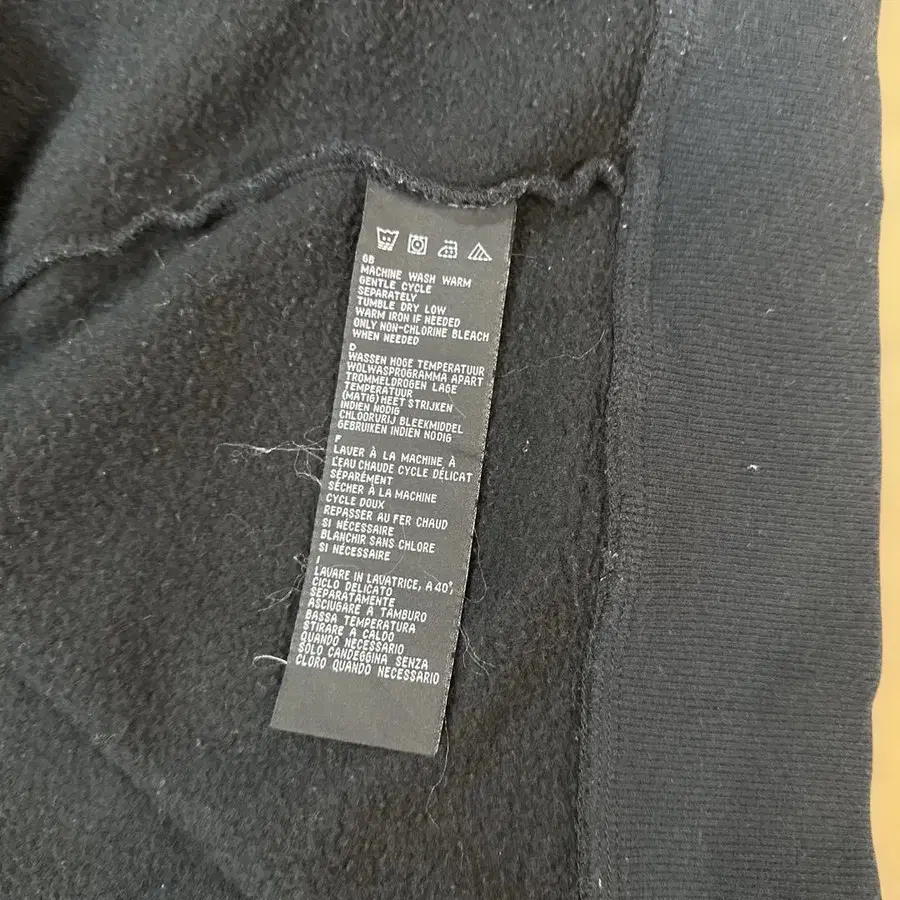 GB
MACHINE WASH WARM
GENTLE CYCLE
SEPARATELY
TUMBLE DRY LOW
WARM IRON IF NEEDED
ONLY NON-CHLORINE BLEACH
WHEN NEEDED
D
WASSEN HOGE TEMPERATUUR
WOLWASPROGRAMMA APART
TROMMELDROGEN LAGE
TEMPERATUUR
(MATIG) HEET STRIJKEN
INDIEN NODIG
CHLOORVRIJ BLEEKMIDDEL
GEBRUIKEN INDIEN NODIG
F
LAVER À LA MACHINE À
L'EAU CHAUDE CYCLE DÉLICAT
SÉPARÉMENT
SÉCHER À LA MACHINE
CYCLE DOUX
REPASSER AU FER CHAUD
SI NÉCESSAIRE
BLANCHIR SANS CHLORE
SI NÉCESSAIRE
I
LAVARE IN LAVATRICE, A 40°,
CICLO DELICATO
SEPARATAMENTE
ASCIUGARE A TAMBURO
BASSA TEMPERATURA
STIRARE A CALDO
QUANDO NECESSARIO
SOLO CANDEGGINA SENZA
CLORO QUANDO NECESSARIO